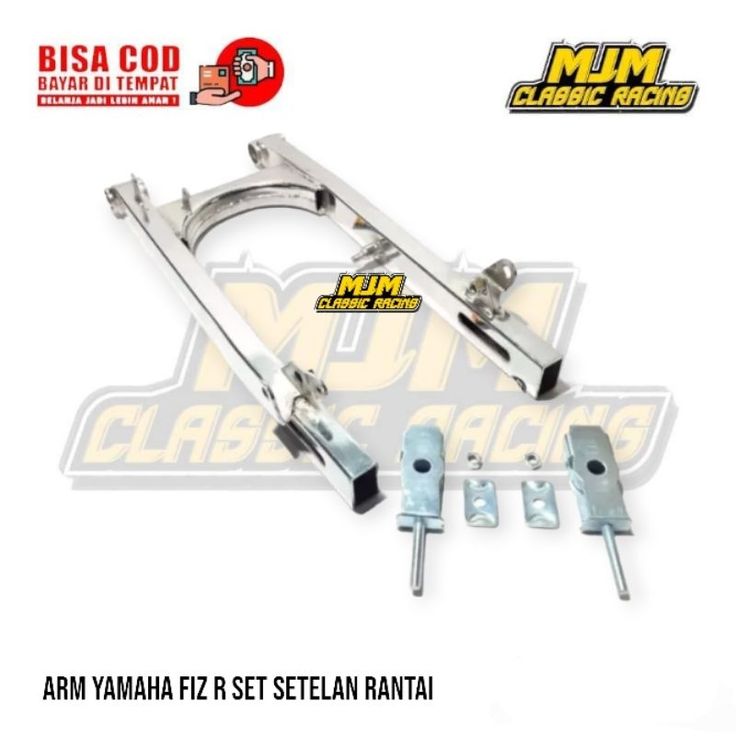 BISA COD
BAYAR DI TEMPAT
BELANJA JADI LEBIH AMAN !
MJM
CLASSIC RACING
MJM
CLASSIC RACING
MJM
CLASSIC RACING
ARM YAMAHA FIZ R SET SETELAN RANTAI